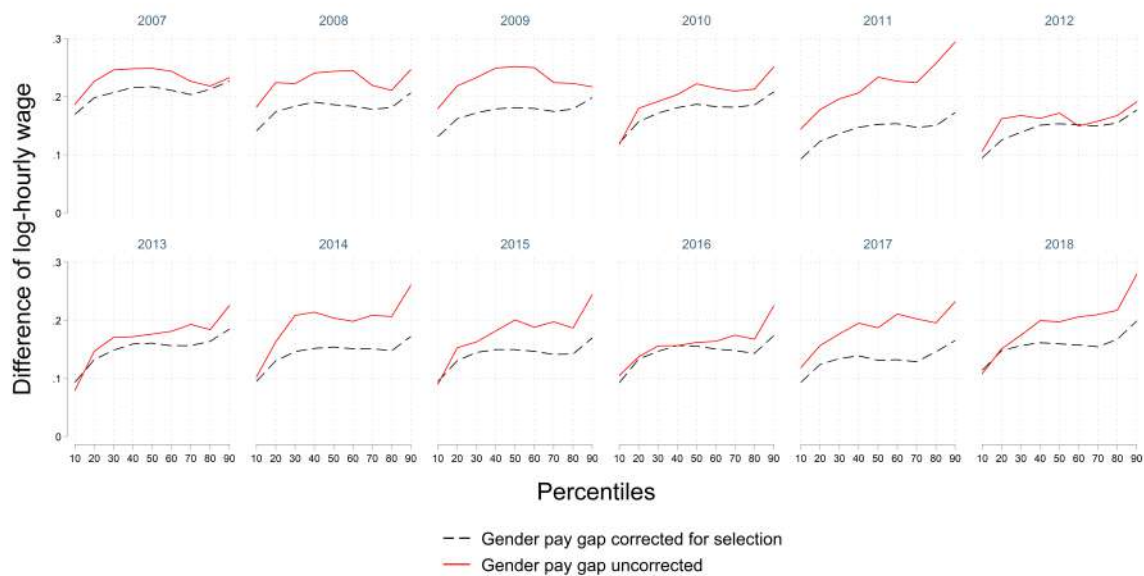 2007 2008 2009 2010 2011 2012
.3
.2
.1
0
2013 2014 2015 2016 2017 2018
.3
.2
.1
0
Difference of log-hourly wage
10 20 30 40 50 60 70 80 90 10 20 30 40 50 60 70 80 90 10 20 30 40 50 60 70 80 90 10 20 30 40 50 60 70 80 90 10 20 30 40 50 60 70 80 90 10 20 30 40 50 60 70 80 90
Percentiles
Gender pay gap corrected for selection
Gender pay gap uncorrected